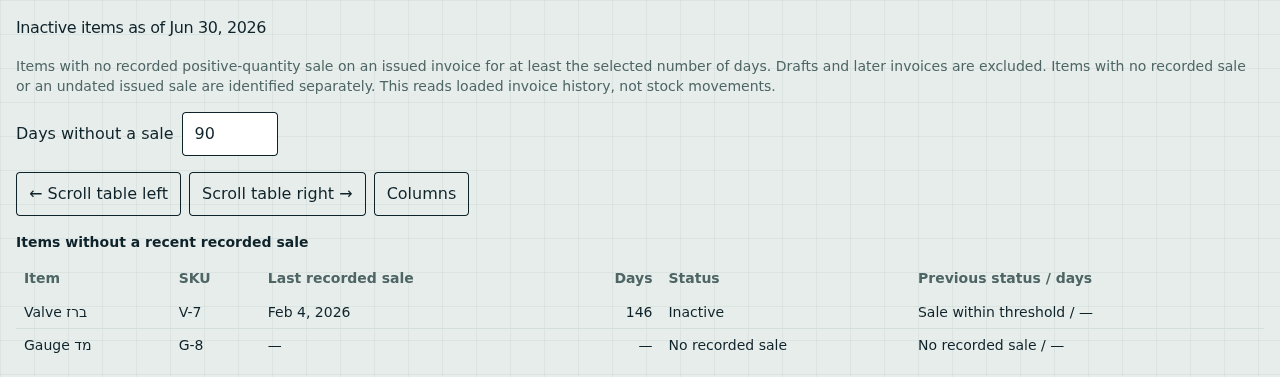 Inactive items as of Jun 30, 2026
Items with no recorded positive-quantity sale on an issued invoice for at least the selected number of days. Drafts and later invoices are excluded. Items with no recorded sale
or an undated issued sale are identified separately. This reads loaded invoice history, not stock movements.
Days without a sale 90
← Scroll table left Scroll table right → Columns
Items without a recent recorded sale
Item SKU Last recorded sale Days Status Previous status / days
Valve ברז V-7 Feb 4, 2026 146 Inactive Sale within threshold / —
Gauge מד G-8 — — No recorded sale No recorded sale / —